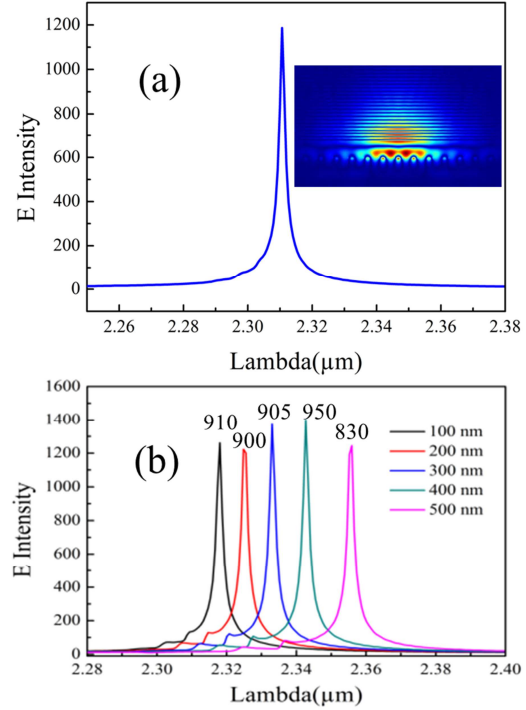 1200
1000
800
600
400
200
0
(a)
E Intensity
2.26 2.28 2.30 2.32 2.34 2.36 2.38
Lambda(µm)
1600
1400
1200
1000
800
600
400
200
0
(b)
910 900 905 950 830
100 nm
200 nm
300 nm
400 nm
500 nm
E Intensity
2.28 2.30 2.32 2.34 2.36 2.38 2.40
Lambda(µm)